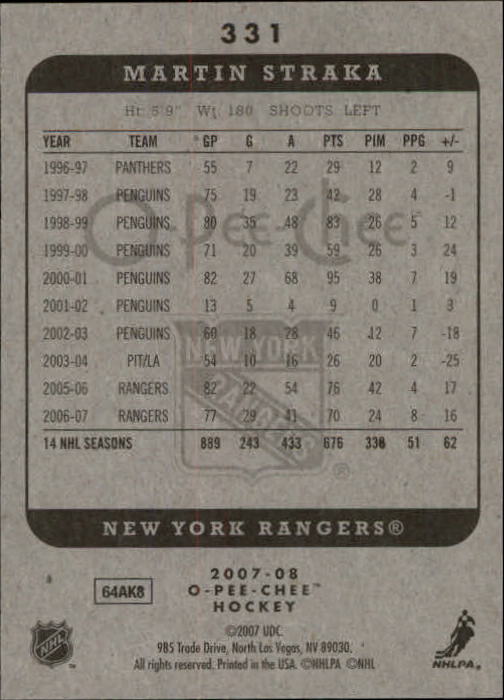 331
MARTIN STRAKA
Ht. 5'9" Wt. 180 SHOOTS LEFT
YEAR TEAM GP G A PTS PIM PPG +/-
1996-97 PANTHERS 55 7 22 29 12 2 9
1997-98 PENGUINS 75 19 23 42 28 4 -1
1998-99 PENGUINS 80 35 48 83 26 5 12
1999-00 PENGUINS 71 20 39 59 26 3 24
2000-01 PENGUINS 82 27 68 95 38 7 19
2001-02 PENGUINS 13 5 4 9 0 1 3
2002-03 PENGUINS 60 18 28 46 12 7 -18
2003-04 PIT/LA 54 10 16 26 20 2 -25
2005-06 RANGERS 82 22 54 76 42 4 17
2006-07 RANGERS 77 29 41 70 24 8 16
14 NHL SEASONS 889 243 433 676 338 51 62
O-Pee-Chee
NEW YORK
RANGERS
®
NEW YORK RANGERS®
64AK8
2007-08
O-PEE-CHEE™
HOCKEY
©2007 UDC.
985 Trade Drive, North Las Vegas, NV 89030.
All rights reserved. Printed in the USA. ©NHLPA ©NHL
NHL
NHLPA.